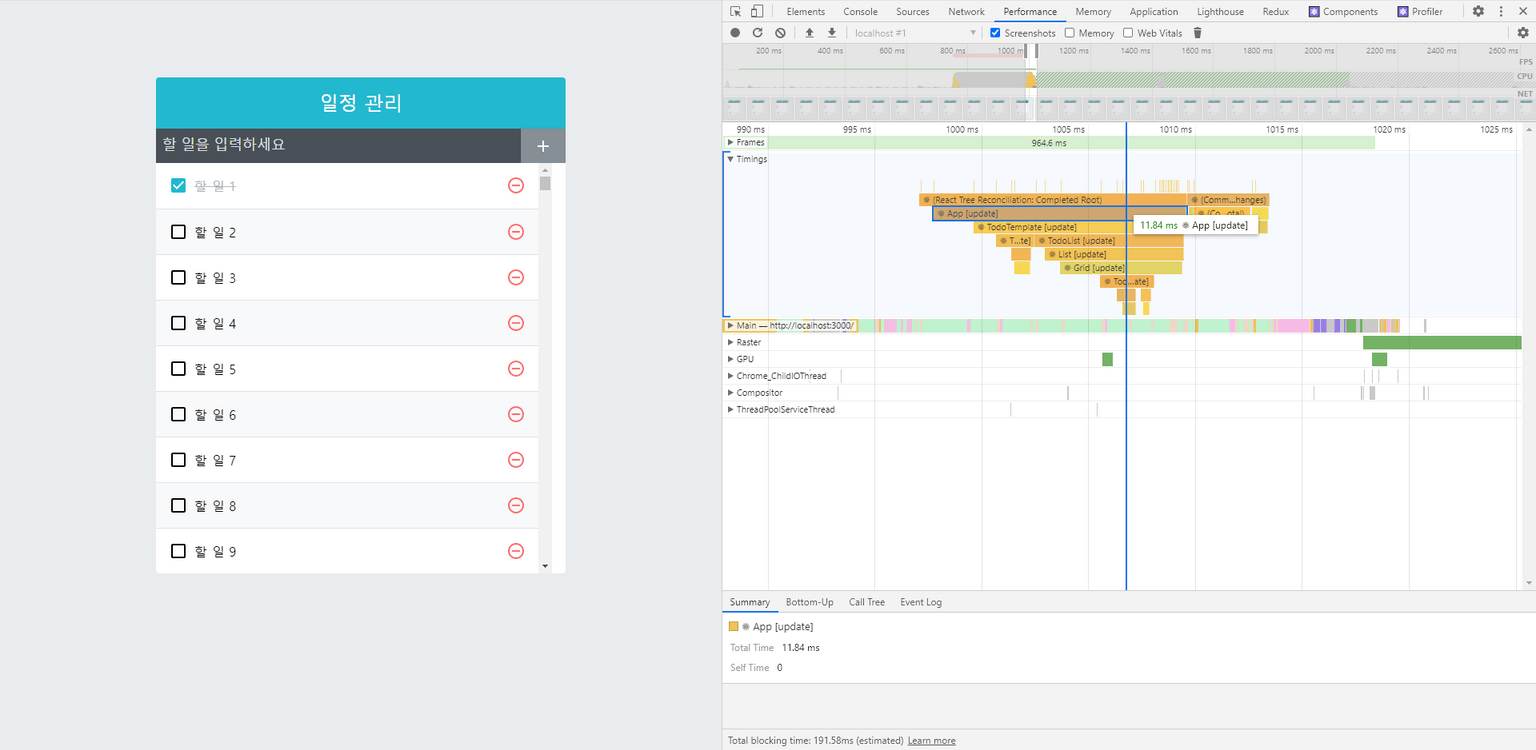 일정 관리
할 일을 입력하세요
+
할 일 1
할 일 2
할 일 3
할 일 4
할 일 5
할 일 6
할 일 7
할 일 8
할 일 9
Elements Console Sources Network Performance Memory Application Lighthouse Redux Components Profiler
localhost #1 Screenshots Memory Web Vitals
200 ms 400 ms 600 ms 800 ms 1000 m 1200 ms 1400 ms 1600 ms 1800 ms 2000 ms 2200 ms 2400 ms 2600 ms
FPS
CPU
NET
990 ms 995 ms 1000 ms 1005 ms 1010 ms 1015 ms 1020 ms 1025 ms
Frames 964.6 ms
Timings
(React Tree Reconciliation: Completed Root) (Comm...hanges)
App [update] (Co...otal)
TodoTemplate [update] 11.84 ms App [update]
T...te] TodoList [update]
List [update]
Grid [update]
Tod...ate]
Main — http://localhost:3000/
Raster
GPU
Chrome_ChildIOThread
Compositor
ThreadPoolServiceThread
Summary Bottom-Up Call Tree Event Log
App [update]
Total Time 11.84 ms
Self Time 0
Total blocking time: 191.58ms (estimated) Learn more